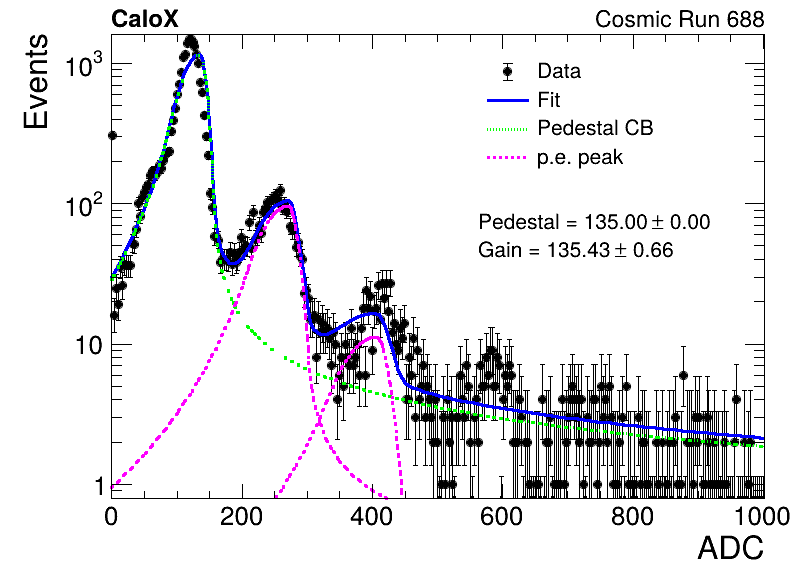 CaloX Cosmic Run 688
Events
10³
10²
10
1
Data
Fit
Pedestal CB
p.e. peak
Pedestal = 135.00 ± 0.00
Gain = 135.43 ± 0.66
0 200 400 600 800 1000
ADC